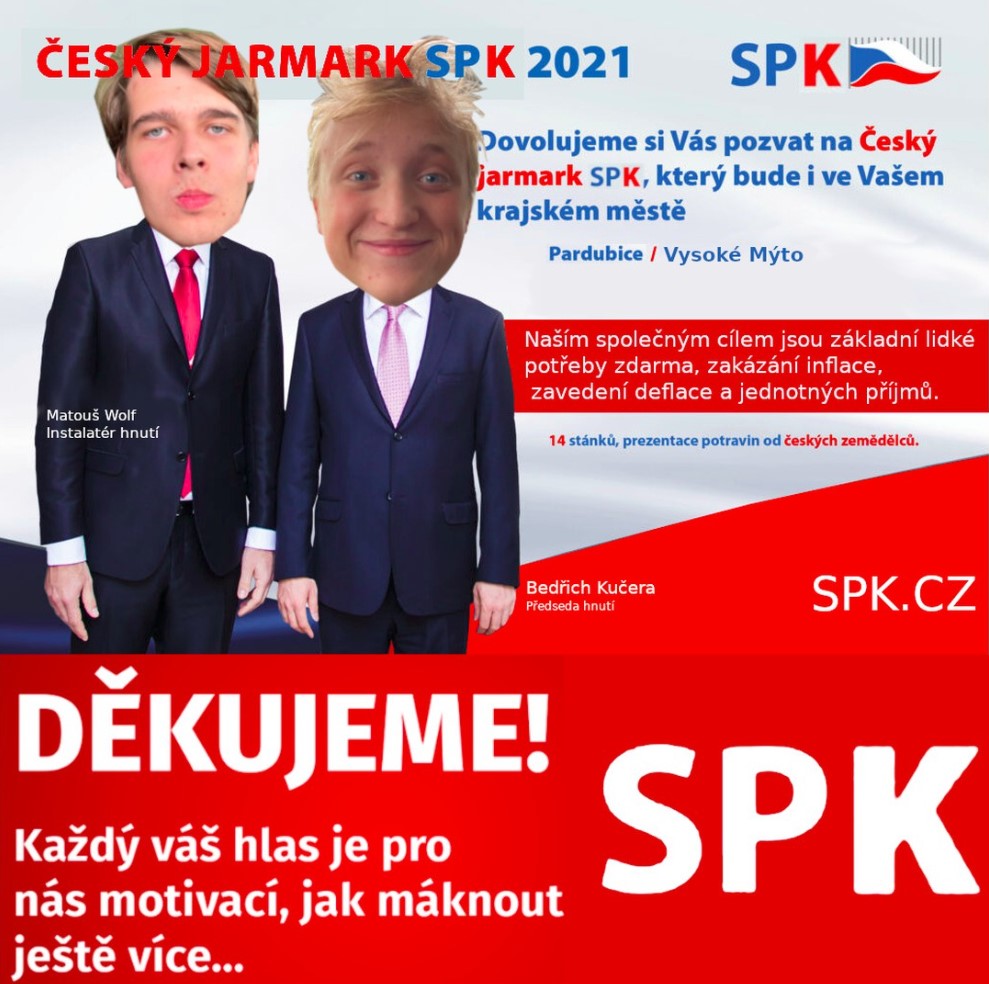 ČESKÝ JARMARK SPK 2021
SPK
Dovolujeme si Vás pozvat na Český
jarmark SPK, který bude i ve Vašem
krajském městě
Pardubice / Vysoké Mýto
Naším společným cílem jsou základní lidké
potřeby zdarma, zakázání inflace,
zavedení deflace a jednotných příjmů.
Matouš Wolf
Instalatér hnutí
14 stánků, prezentace potravin od českých zemědělců.
Bedřich Kučera
Předseda hnutí
SPK.CZ
DĚKUJEME!
Každý váš hlas je pro
nás motivací, jak máknout
ještě více...
SPK